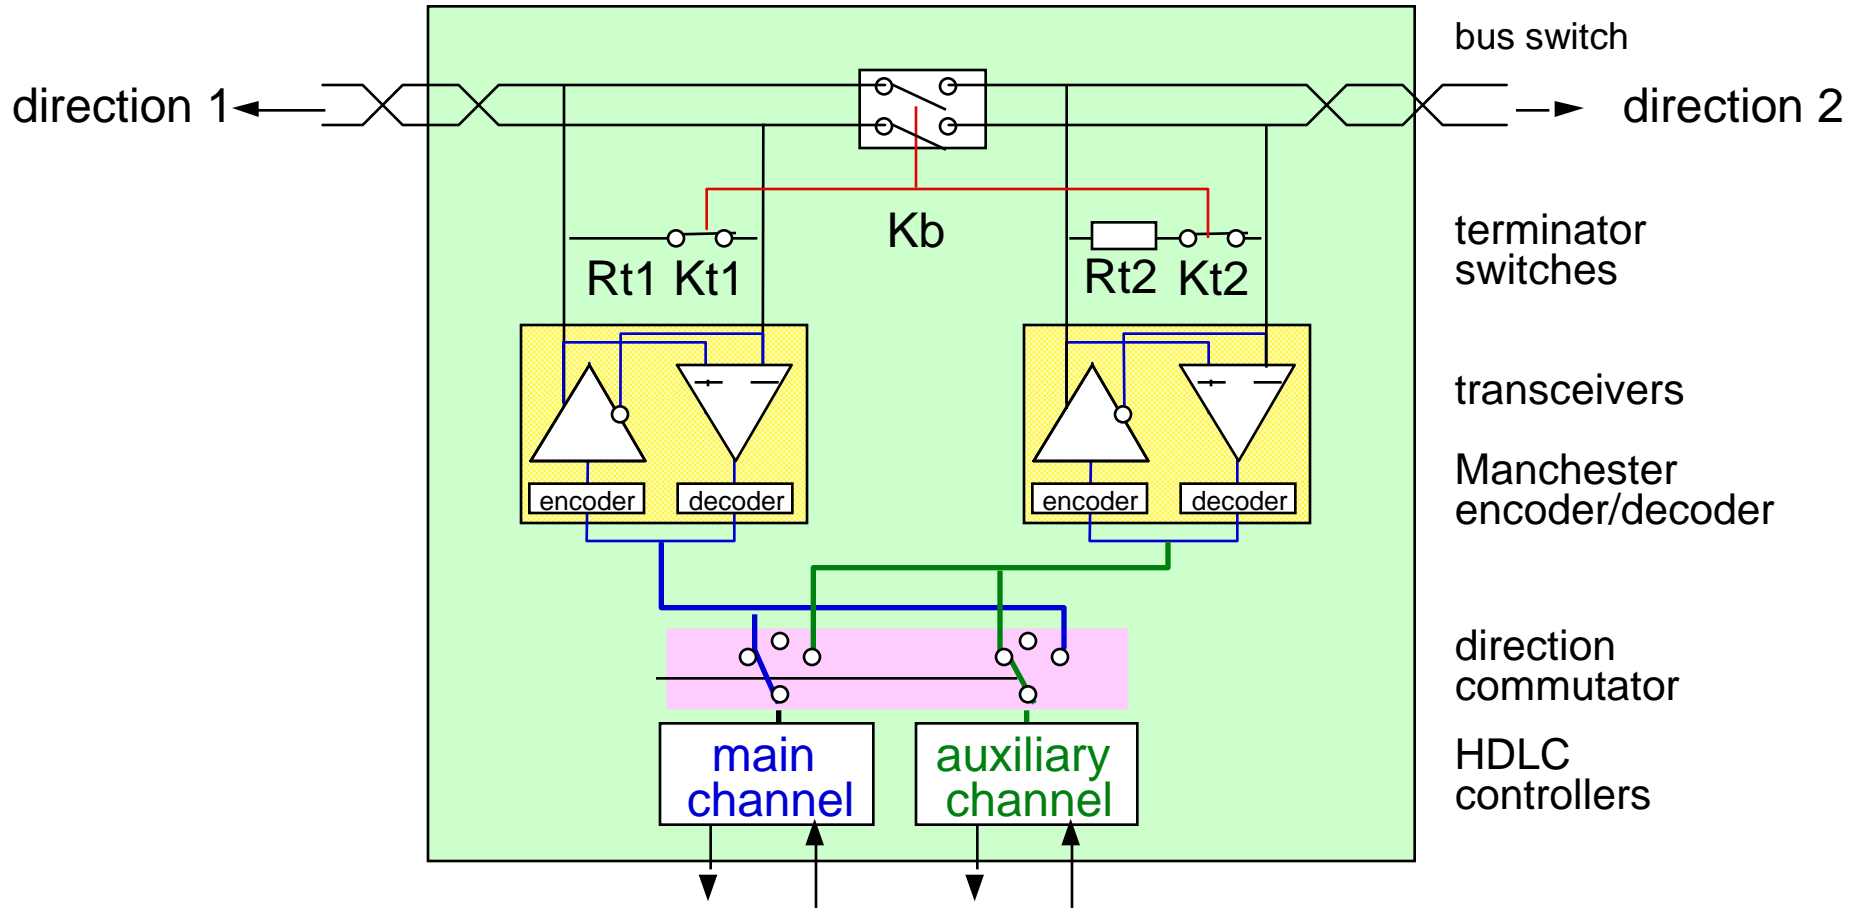 bus switch
direction 1
direction 2
Kb
Rt1 Kt1
Rt2 Kt2
terminator
switches
transceivers
encoder
decoder
encoder
decoder
Manchester
encoder/decoder
direction
commutator
main
channel
auxiliary
channel
HDLC
controllers